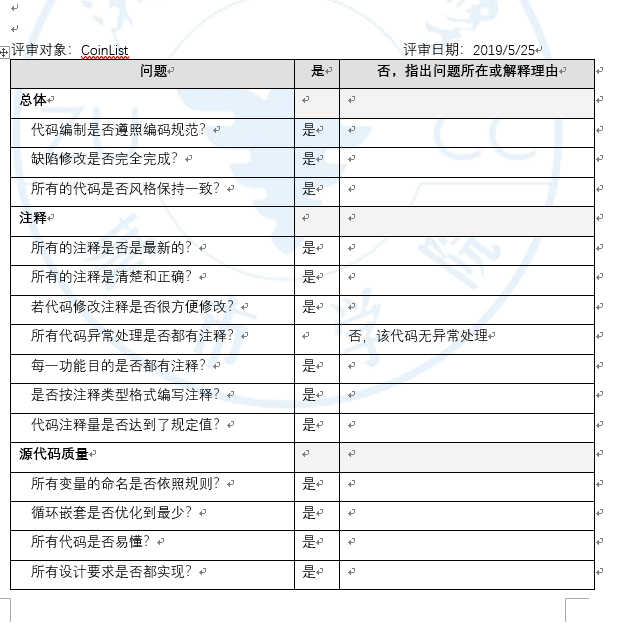 评审对象：CoinList 评审日期：2019/5/25
问题 是 否，指出问题所在或解释理由
总体
代码编制是否遵照编码规范？ 是
缺陷修改是否完全完成？ 是
所有的代码是否风格保持一致？ 是
注释
所有的注释是否是最新的？ 是
所有的注释是清楚和正确？ 是
若代码修改注释是否很方便修改？ 是
所有代码异常处理是否都有注释？ 否，该代码无异常处理
每一功能目的是否都有注释？ 是
是否按注释类型格式编写注释？ 是
代码注释量是否达到了规定值？ 是
源代码质量
所有变量的命名是否依照规则？ 是
循环嵌套是否优化到最少？ 是
所有代码是否易懂？ 是
所有设计要求是否都实现？ 是
ZU CC
学 院